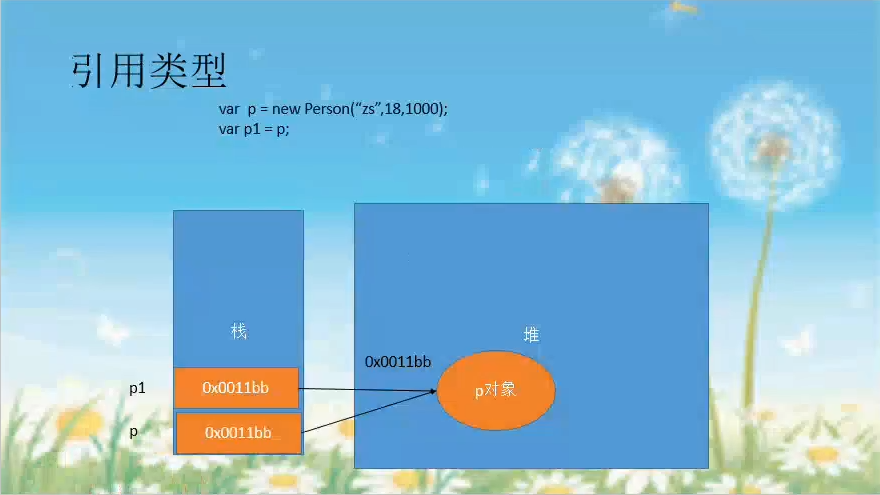 引用类型
var  p = new Person(“zs”,18,1000);
var p1 = p;
栈
堆
0x0011bb
p1
0x0011bb
p对象
p
0x0011bb_